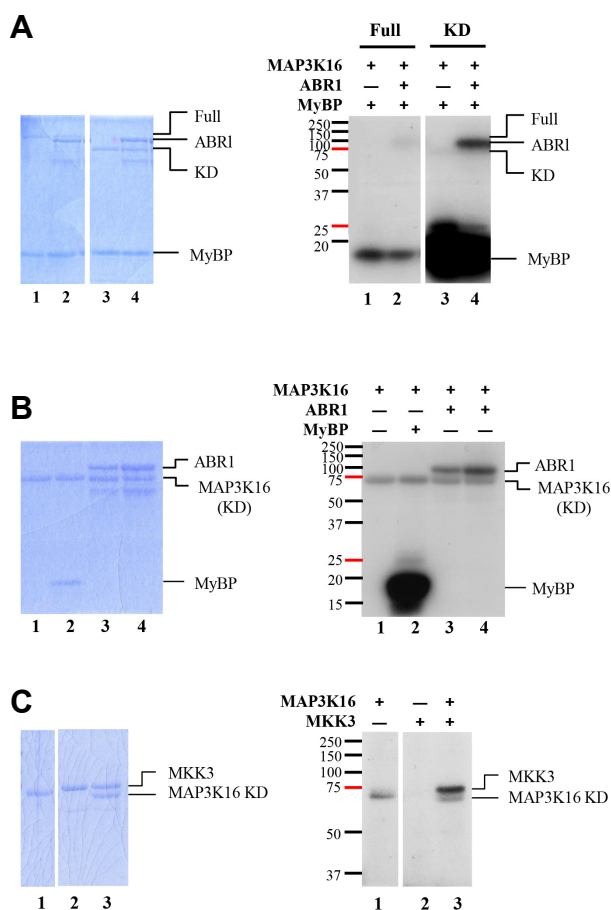 A
Full KD
MAP3K16 + + + +
ABR1 — + — +
MyBP + + + +
Full
ABRl
KD
MyBP
1 2 3 4
250
150
100
75
50
37
25
20
Full
ABRl
KD
MyBP
1 2 3 4
B
MAP3K16 + + + +
ABR1 — — + +
MyBP — + — —
ABR1
MAP3K16
(KD)
MyBP
1 2 3 4
250
150
100
75
50
37
25
20
15
ABR1
MAP3K16
(KD)
MyBP
1 2 3 4
C
MAP3K16 + — +
MKK3 — + +
MKK3
MAP3K16 KD
1 2 3
250
150
100
75
50
37
MKK3
MAP3K16 KD
1 2 3